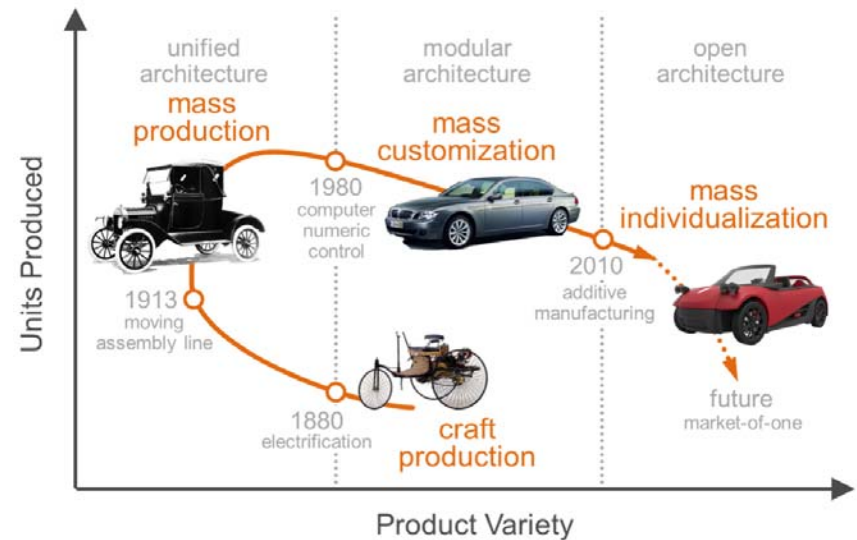 unified
architecture
modular
architecture
open
architecture
mass
production
mass
customization
mass
individualization
1980
computer
numeric
control
2010
additive
manufacturing
1913
moving
assembly line
1880
electrification
craft
production
future
market-of-one
Units Produced
Product Variety